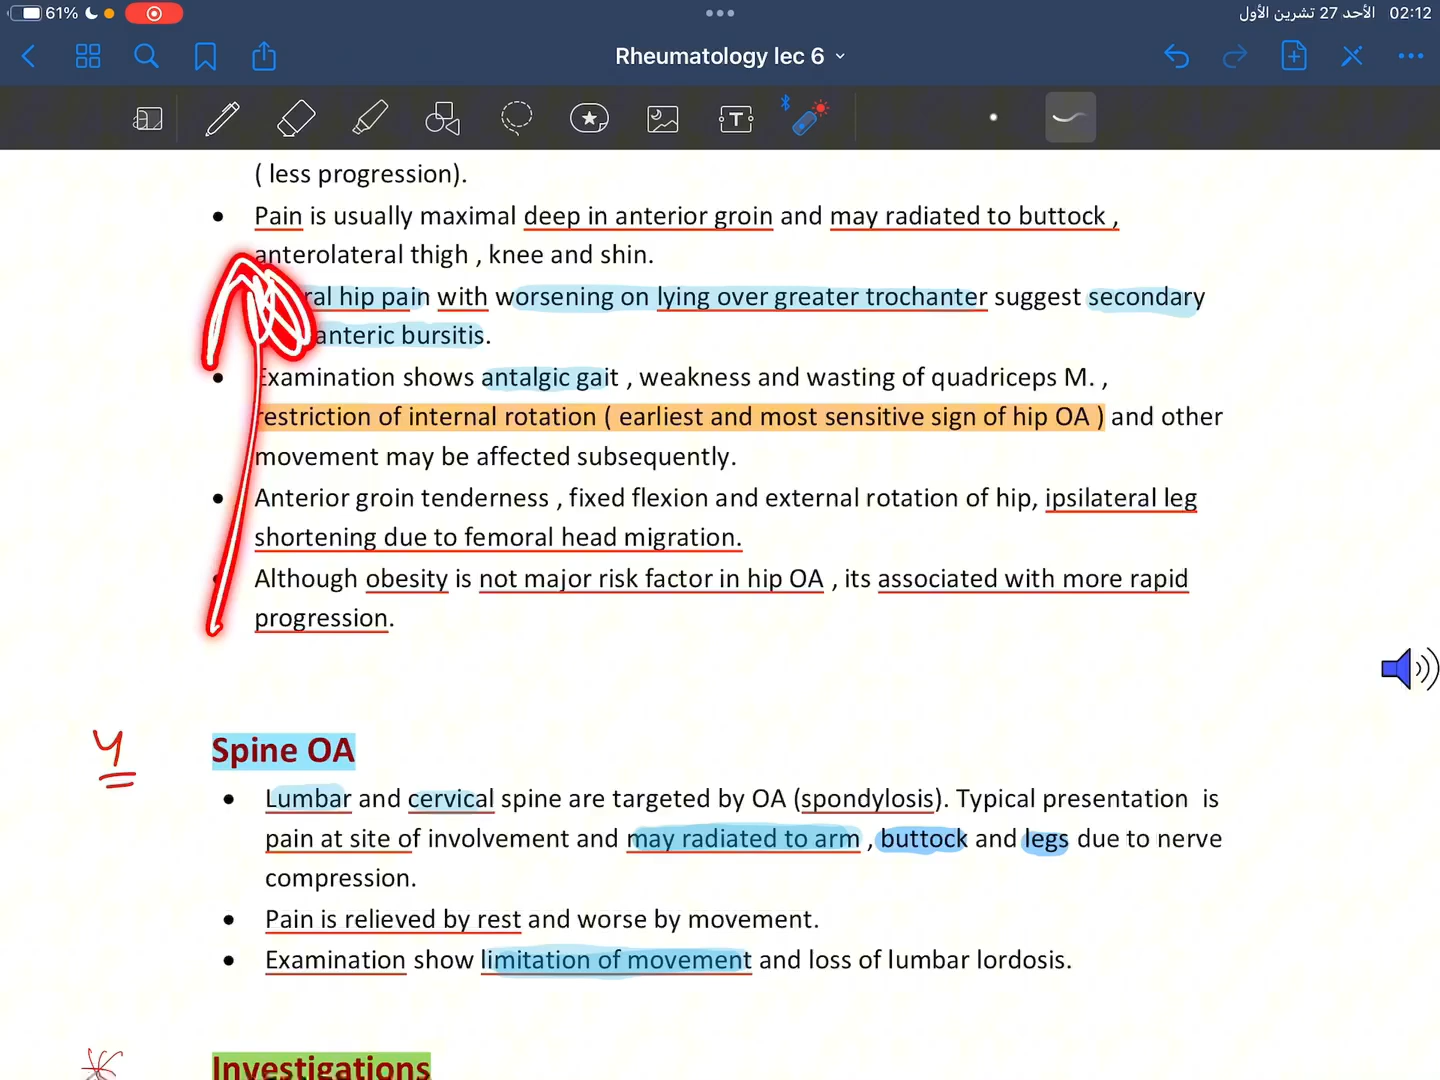 61%
الأحد 27 تشرين الأول 02:12
Rheumatology lec 6
T
( less progression).
• Pain is usually maximal deep in anterior groin and may radiated to buttock ,
anterolateral thigh , knee and shin.
hip pain with worsening on lying over greater trochanter suggest secondary
bursitis.
• Examination shows antalgic gait , weakness and wasting of quadriceps M. ,
restriction of internal rotation ( earliest and most sensitive sign of hip OA ) and other
movement may be affected subsequently.
• Anterior groin tenderness , fixed flexion and external rotation of hip, ipsilateral leg
shortening due to femoral head migration.
• Although obesity is not major risk factor in hip OA , its associated with more rapid
progression.
4
Spine OA
• Lumbar and cervical spine are targeted by OA (spondylosis). Typical presentation is
pain at site of involvement and may radiated to arm , buttock and legs due to nerve
compression.
• Pain is relieved by rest and worse by movement.
• Examination show limitation of movement and loss of lumbar lordosis.
Investigations